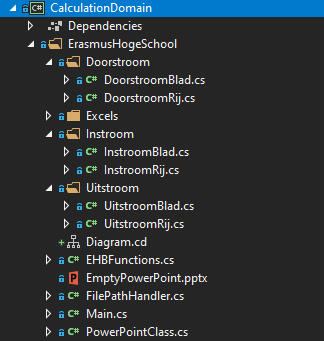 C# CalculationDomain
Dependencies
ErasmusHogeSchool
Doorstroom
C# DoorstroomBlad.cs
C# DoorstroomRij.cs
Excels
Instroom
C# InstroomBlad.cs
C# InstroomRij.cs
Uitstroom
C# UitstroomBlad.cs
C# UitstroomRij.cs
Diagram.cd
C# EHBFunctions.cs
P EmptyPowerPoint.pptx
C# FilePathHandler.cs
C# Main.cs
C# PowerPointClass.cs